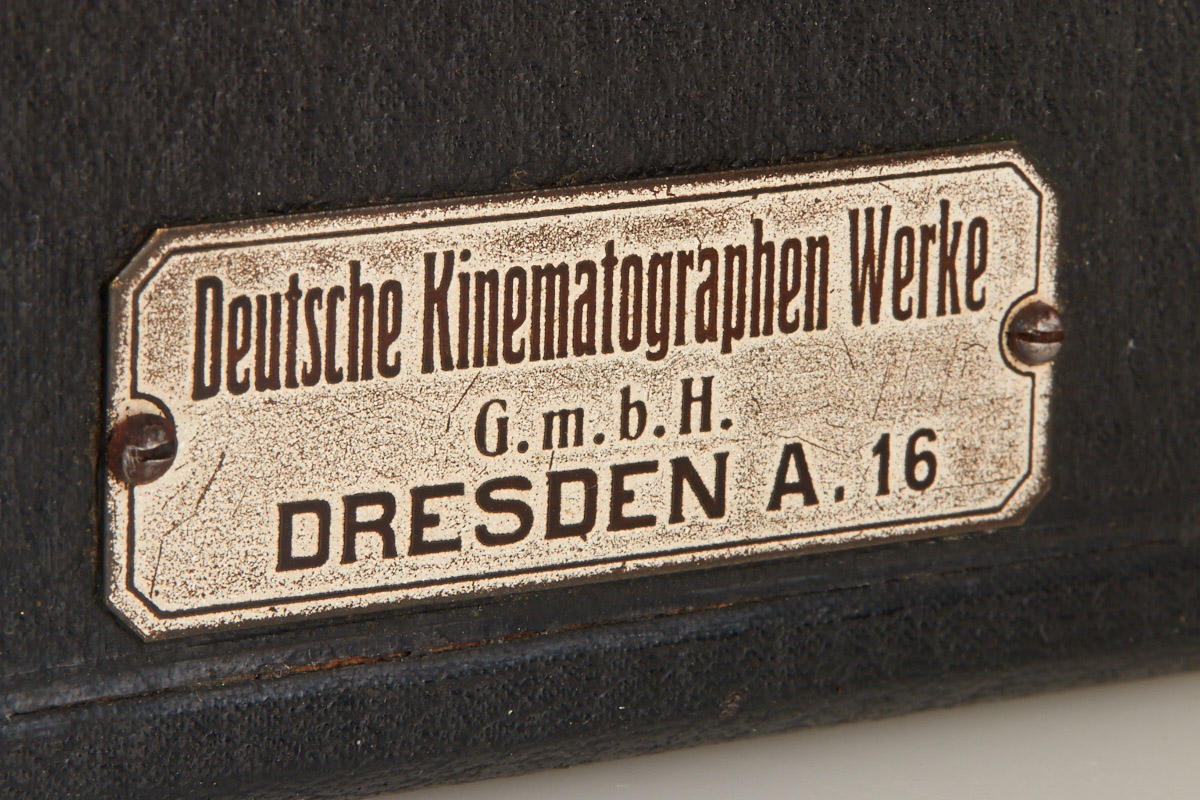 Deutsche Kinematographen Werke
G.m.b.H.
DRESDEN A. 16